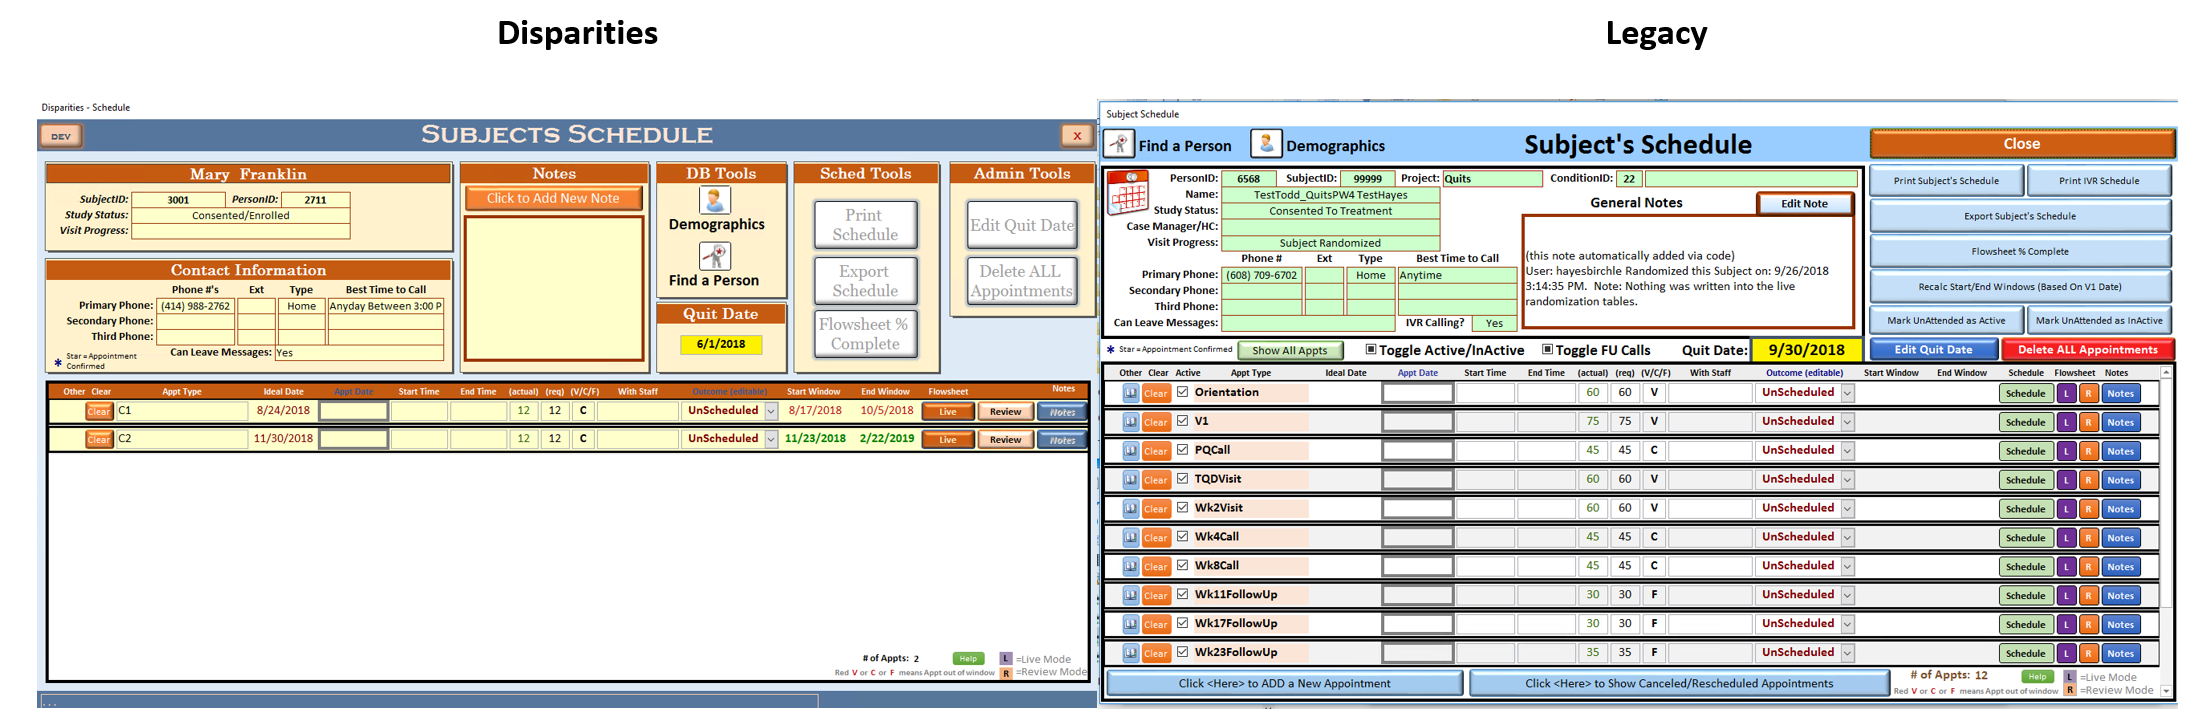 Disparities
Legacy
Disparities - Schedule
DEV
SUBJECTS SCHEDULE
X
Mary Franklin
SubjectID: 3001 PersonID: 2711
Study Status: Consented/Enrolled
Visit Progress:
Contact Information
Phone #'s Ext Type Best Time to Call
Primary Phone: (414) 988-2762 Home Anyday Between 3:00 P
Secondary Phone:
Third Phone:
Can Leave Messages: Yes
* Star = Appointment
Confirmed
Notes
Click to Add New Note
DB Tools
Demographics
Find a Person
Quit Date
6/1/2018
Sched Tools
Print
Schedule
Export
Schedule
Flowsheet %
Complete
Admin Tools
Edit Quit Date
Delete ALL
Appointments
Other Clear Appt Type Ideal Date Appt Date Start Time End Time (actual) (req) (V/C/F) With Staff Outcome (editable) Start Window End Window Flowsheet Notes
Clear C1 8/24/2018 12 12 C UnScheduled 8/17/2018 10/5/2018 Live Review Notes
Clear C2 11/30/2018 12 12 C UnScheduled 11/23/2018 2/22/2019 Live Review Notes
# of Appts: 2 Help L =Live Mode
Red V or C or F means Appt out of window R =Review Mode
...
Subject Schedule
Find a Person Demographics Subject's Schedule Close
PersonID: 6568 SubjectID: 99999 Project: Quits ConditionID: 22
Name: TestTodd_QuitsPW4 TestHayes
Study Status: Consented To Treatment
Case Manager/HC:
Visit Progress: Subject Randomized
Phone # Ext Type Best Time to Call
Primary Phone: (608) 709-6702 Home Anytime
Secondary Phone:
Third Phone:
Can Leave Messages: IVR Calling? Yes
General Notes Edit Note
(this note automatically added via code)
User: hayesbirchle Randomized this Subject on: 9/26/2018
3:14:35 PM. Note: Nothing was written into the live
randomization tables.
Print Subject's Schedule Print IVR Schedule
Export Subject's Schedule
Flowsheet % Complete
Recalc Start/End Windows (Based On V1 Date)
Mark UnAttended as Active Mark UnAttended as InActive
* Star = Appointment Confirmed Show All Appts Toggle Active/InActive Toggle FU Calls Quit Date: 9/30/2018 Edit Quit Date Delete ALL Appointments
Other Clear Active Appt Type Ideal Date Appt Date Start Time End Time (actual) (req) (V/C/F) With Staff Outcome (editable) Start Window End Window Schedule Flowsheet Notes
Clear Orientation 60 60 V UnScheduled Schedule L R Notes
Clear V1 75 75 V UnScheduled Schedule L R Notes
Clear PQCall 45 45 C UnScheduled Schedule L R Notes
Clear TQDVisit 60 60 V UnScheduled Schedule L R Notes
Clear Wk2Visit 60 60 V UnScheduled Schedule L R Notes
Clear Wk4Call 45 45 C UnScheduled Schedule L R Notes
Clear Wk8Call 45 45 C UnScheduled Schedule L R Notes
Clear Wk11FollowUp 30 30 F UnScheduled Schedule L R Notes
Clear Wk17FollowUp 30 30 F UnScheduled Schedule L R Notes
Clear Wk23FollowUp 35 35 F UnScheduled Schedule L R Notes
Click <Here> to ADD a New Appointment Click <Here> to Show Canceled/Rescheduled Appointments # of Appts: 12 Help L =Live Mode
Red V or C or F means Appt out of window R =Review Mode